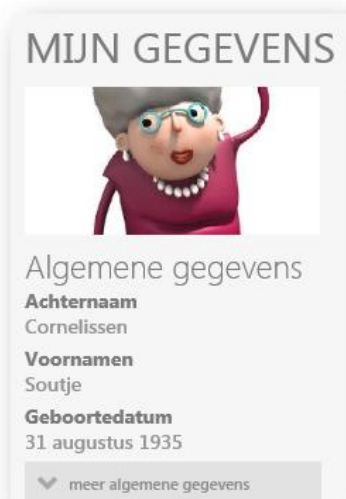 MIJN GEGEVENS
Algemene gegevens
Achternaam
Cornelissen
Voornamen
Soutje
Geboortedatum
31 augustus 1935
meer algemene gegevens